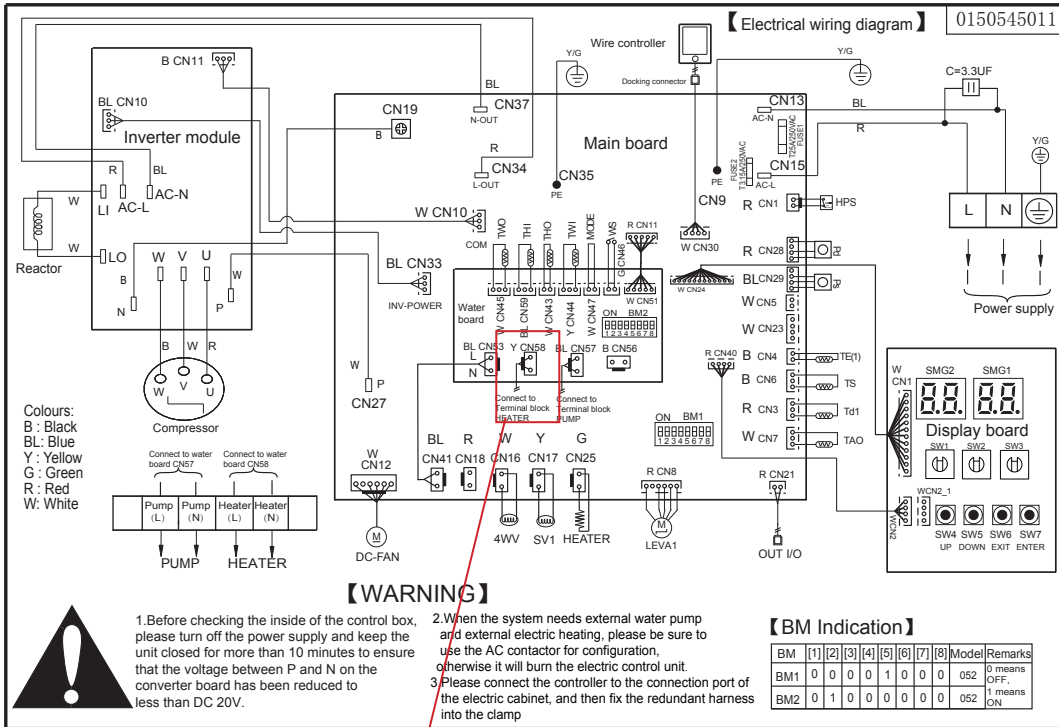 【 Electrical wiring diagram 】
0150545011
B CN11
BL CN10
Inverter module
R
BL
AC-N
AC-L
LI
W
W
Reactor
LO
B
N
W V U
W
P
B
W
R
W
V
U
Compressor
Colours:
B : Black
BL: Blue
Y : Yellow
G : Green
R : Red
W: White
Connect to water
board CN57
Connect to water
board CN58
Pump
(L)
Pump
(N)
Heater
(L)
Heater
(N)
PUMP
HEATER
CN19
B
BL
CN37
N-OUT
R
CN34
L-OUT
Y/G
CN35
PE
Main board
Wire controller
Docking connector
Y/G
PE
CN9
W CN30
C=3.3UF
CN13
AC-N
BL
R
T25A/250VAC
FUSE1
FUSE2
T3.15A/250VAC
CN15
AC-L
Y/G
L
N
Power supply
W CN10
COM
BL CN33
INV-POWER
TWO
THI
THO
TWI
MODE
WS
G CN46
R CN11
W CN51
W CN45
BL CN59
W CN43
Y CN44
W CN47
ON BM2
1 2 3 4 5 6 7 8
Water
board
BL CN53
L
N
Y CN58
BL CN57
B CN56
Connect to
Terminal block
HEATER
Connect to
Terminal block
PUMP
W CN24
R CN40
R CN1
HPS
R CN28
Pd
BL CN29
Ps
W CN5
W CN23
B CN4
TE(1)
B CN6
TS
R CN3
Td1
W CN7
TAO
ON BM1
1 2 3 4 5 6 7 8
W
P
CN27
W
CN12
M
DC-FAN
BL
CN41
R
CN18
W
CN16
4WV
Y
CN17
SV1
G
CN25
HEATER
R CN8
M
LEVA1
R CN21
OUT I/O
W
CN1
SMG2
SMG1
8.8.
8.8.
Display board
SW1
SW2
SW3
WCN2_1
WCN2
SW4
UP
SW5
DOWN
SW6
EXIT
SW7
ENTER
【WARNING】
1.Before checking the inside of the control box,
please turn off the power supply and keep the
unit closed for more than 10 minutes to ensure
that the voltage between P and N on the
converter board has been reduced to
less than DC 20V.
2.When the system needs external water pump
and external electric heating, please be sure to
use the AC contactor for configuration,
otherwise it will burn the electric control unit.
3.Please connect the controller to the connection port of
the electric cabinet, and then fix the redundant harness
into the clamp
【BM Indication】
BM [1] [2] [3] [4] [5] [6] [7] [8] Model Remarks
BM1 0 0 0 0 1 0 0 0 052
BM2 0 1 0 0 0 0 0 0 052
0 means
OFF,
1 means
ON